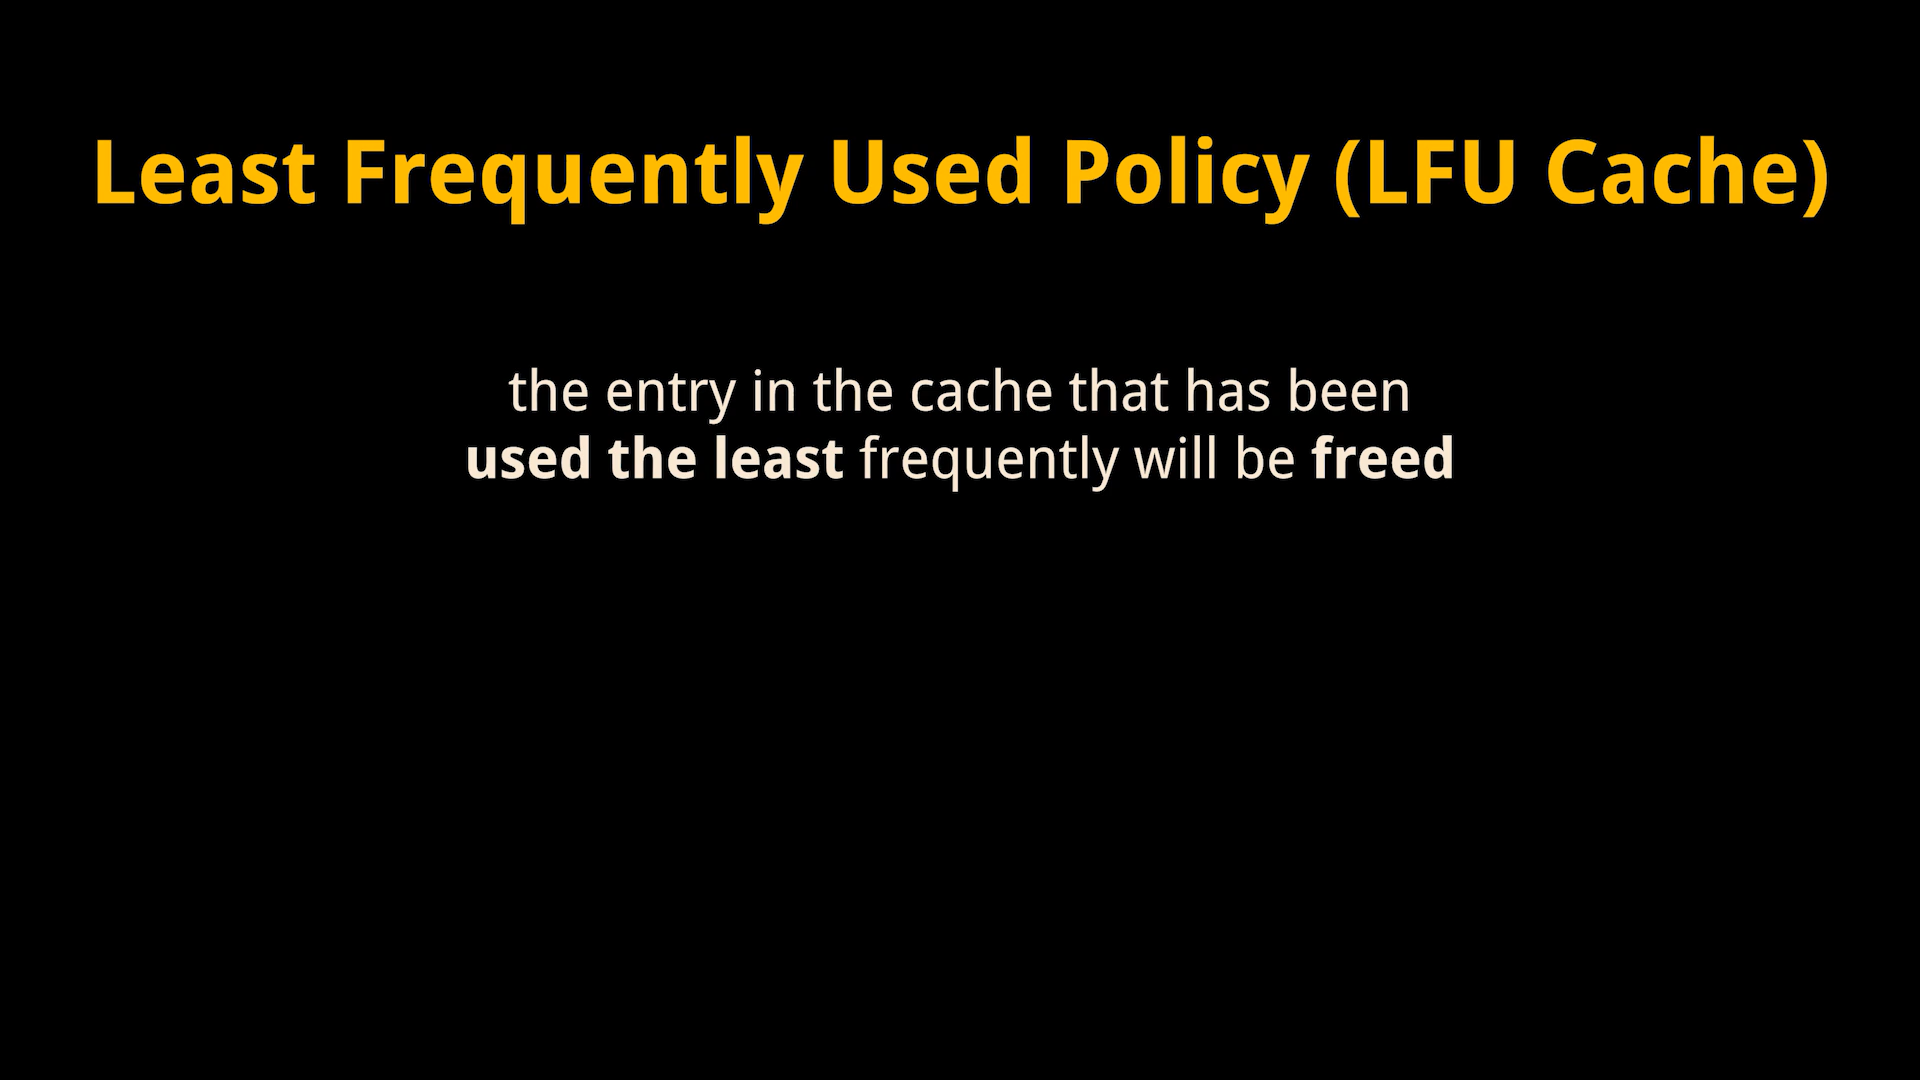 Least Frequently Used Policy (LFU Cache)
the entry in the cache that has been
used the least frequently will be freed